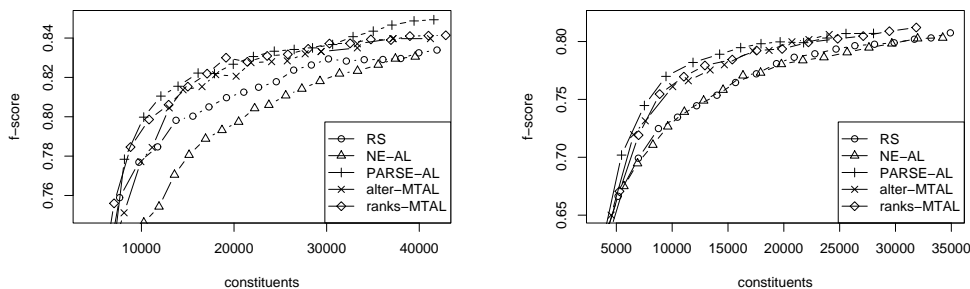 f-score
0.76 0.78 0.80 0.82 0.84
RS
NE−AL
PARSE−AL
alter−MTAL
ranks−MTAL
10000 20000 30000 40000
constituents
f-score
0.65 0.70 0.75 0.80
RS
NE−AL
PARSE−AL
alter−MTAL
ranks−MTAL
5000 10000 15000 20000 25000 30000 35000
constituents